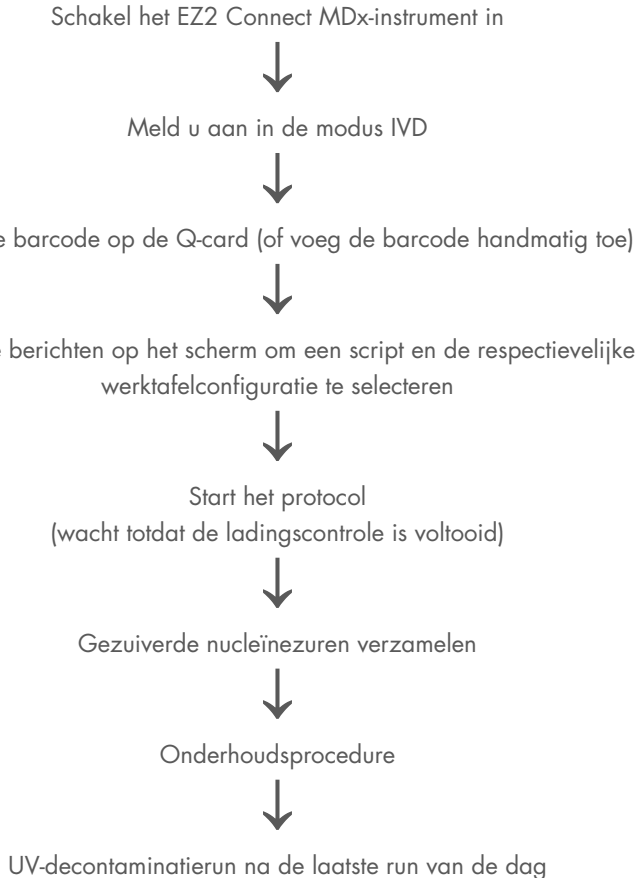 Schakel het EZ2 Connect MDx-instrument in
Meld u aan in de modus IVD
barcode op de Q-card (of voeg de barcode handmatig toe)
berichten op het scherm om een script en de respectievelijke
werktafelconfiguratie te selecteren
Start het protocol
(wacht totdat de ladingscontrole is voltooid)
Gezuiverde nucleïnezuren verzamelen
Onderhoudsprocedure
UV-decontaminatierun na de laatste run van de dag